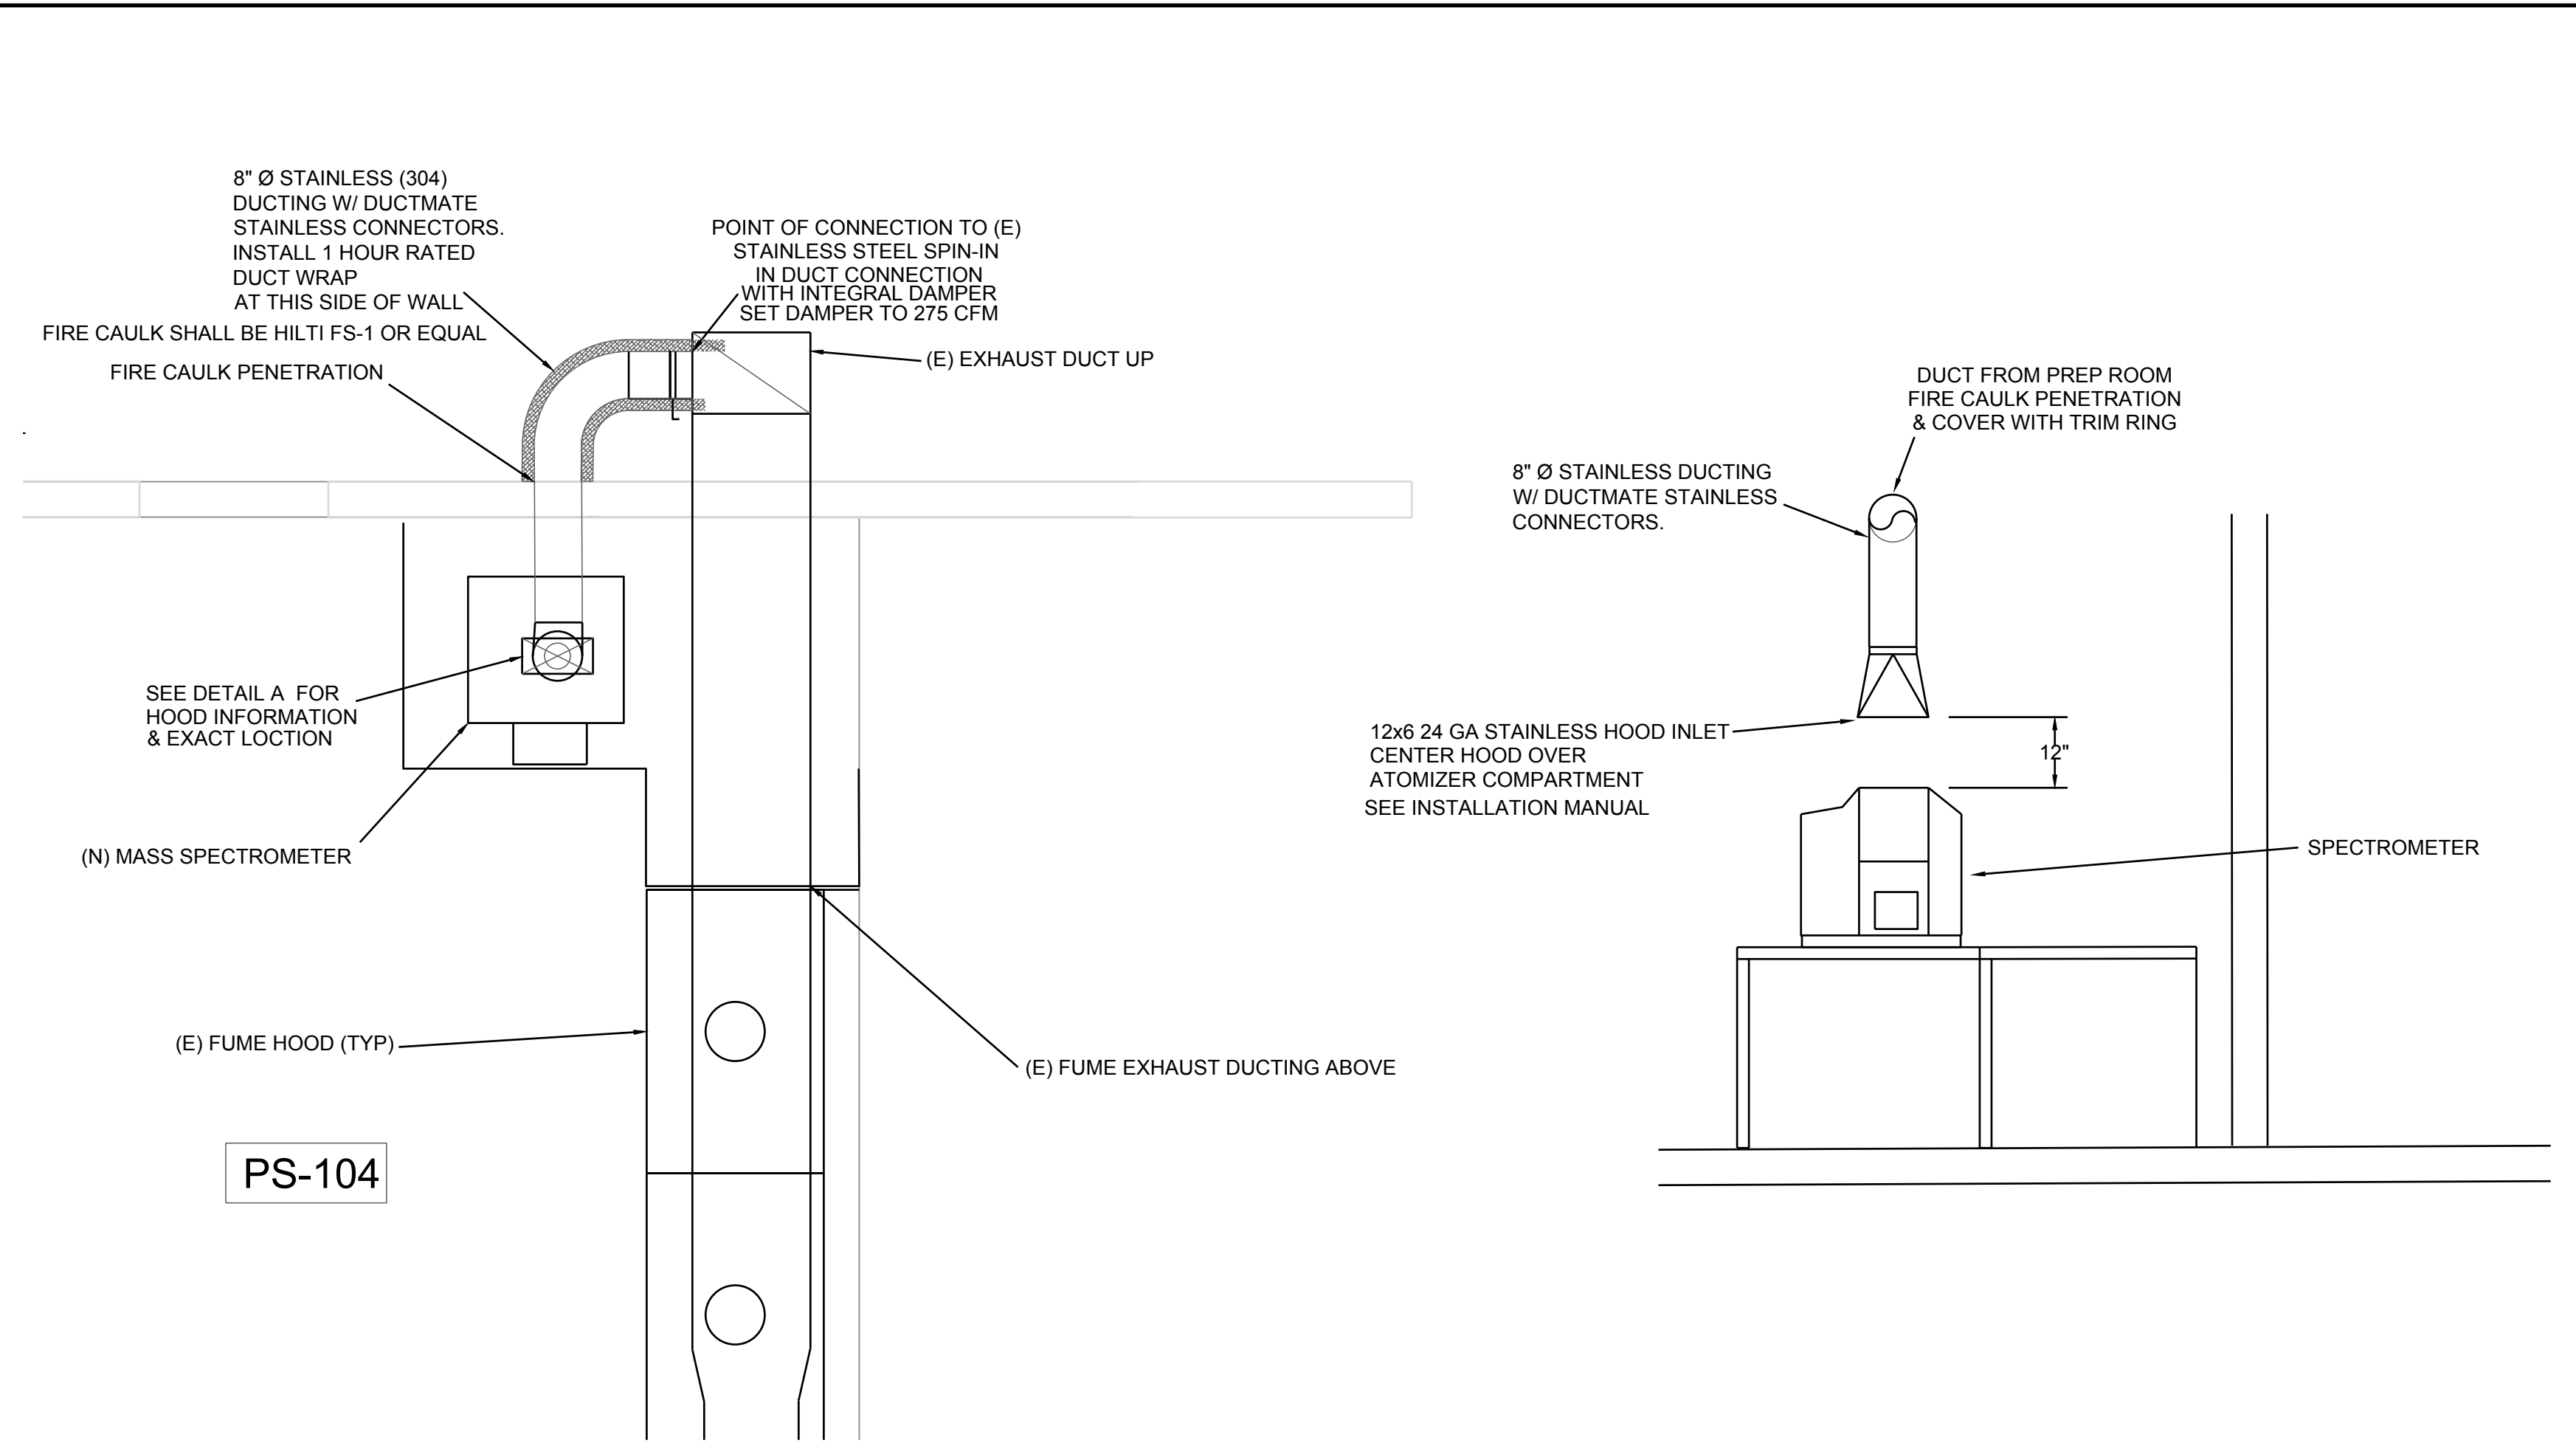 8" Ø STAINLESS (304)
DUCTING W/ DUCTMATE
STAINLESS CONNECTORS.
INSTALL 1 HOUR RATED
DUCT WRAP
AT THIS SIDE OF WALL
FIRE CAULK SHALL BE HILTI FS-1 OR EQUAL
FIRE CAULK PENETRATION
POINT OF CONNECTION TO (E)
STAINLESS STEEL SPIN-IN
IN DUCT CONNECTION
WITH INTEGRAL DAMPER
SET DAMPER TO 275 CFM
(E) EXHAUST DUCT UP
SEE DETAIL A FOR
HOOD INFORMATION
& EXACT LOCTION
(N) MASS SPECTROMETER
(E) FUME HOOD (TYP)
(E) FUME EXHAUST DUCTING ABOVE
PS-104
DUCT FROM PREP ROOM
FIRE CAULK PENETRATION
& COVER WITH TRIM RING
8" Ø STAINLESS DUCTING
W/ DUCTMATE STAINLESS
CONNECTORS.
12x6 24 GA STAINLESS HOOD INLET
CENTER HOOD OVER
ATOMIZER COMPARTMENT
SEE INSTALLATION MANUAL
12"
SPECTROMETER